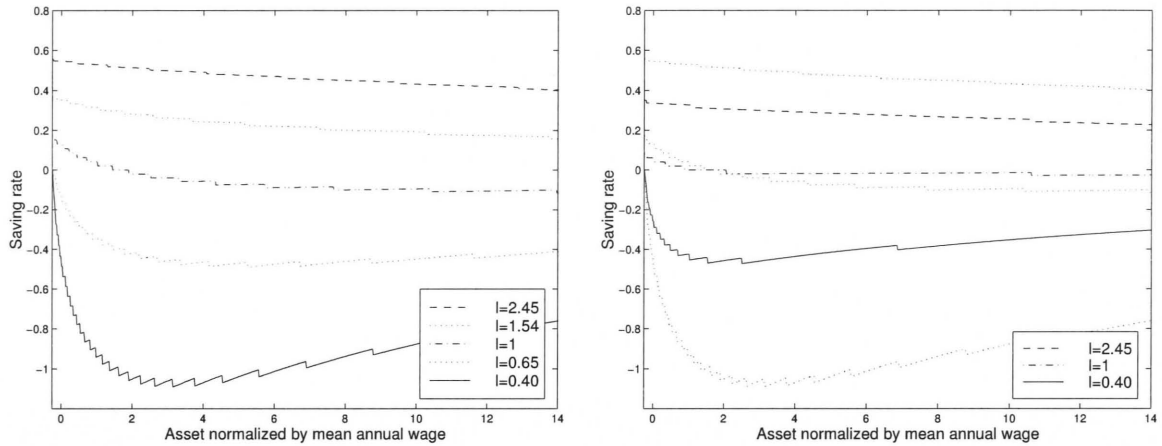 0.8
0.6
0.4
0.2
0
-0.2
-0.4
-0.6
-0.8
-1
Saving rate
l=2.45
l=1.54
l=1
l=0.65
l=0.40
0 2 4 6 8 10 12 14
Asset normalized by mean annual wage
0.8
0.6
0.4
0.2
0
-0.2
-0.4
-0.6
-0.8
-1
Saving rate
l=2.45
l=1
l=0.40
0 2 4 6 8 10 12 14
Asset normalized by mean annual wage